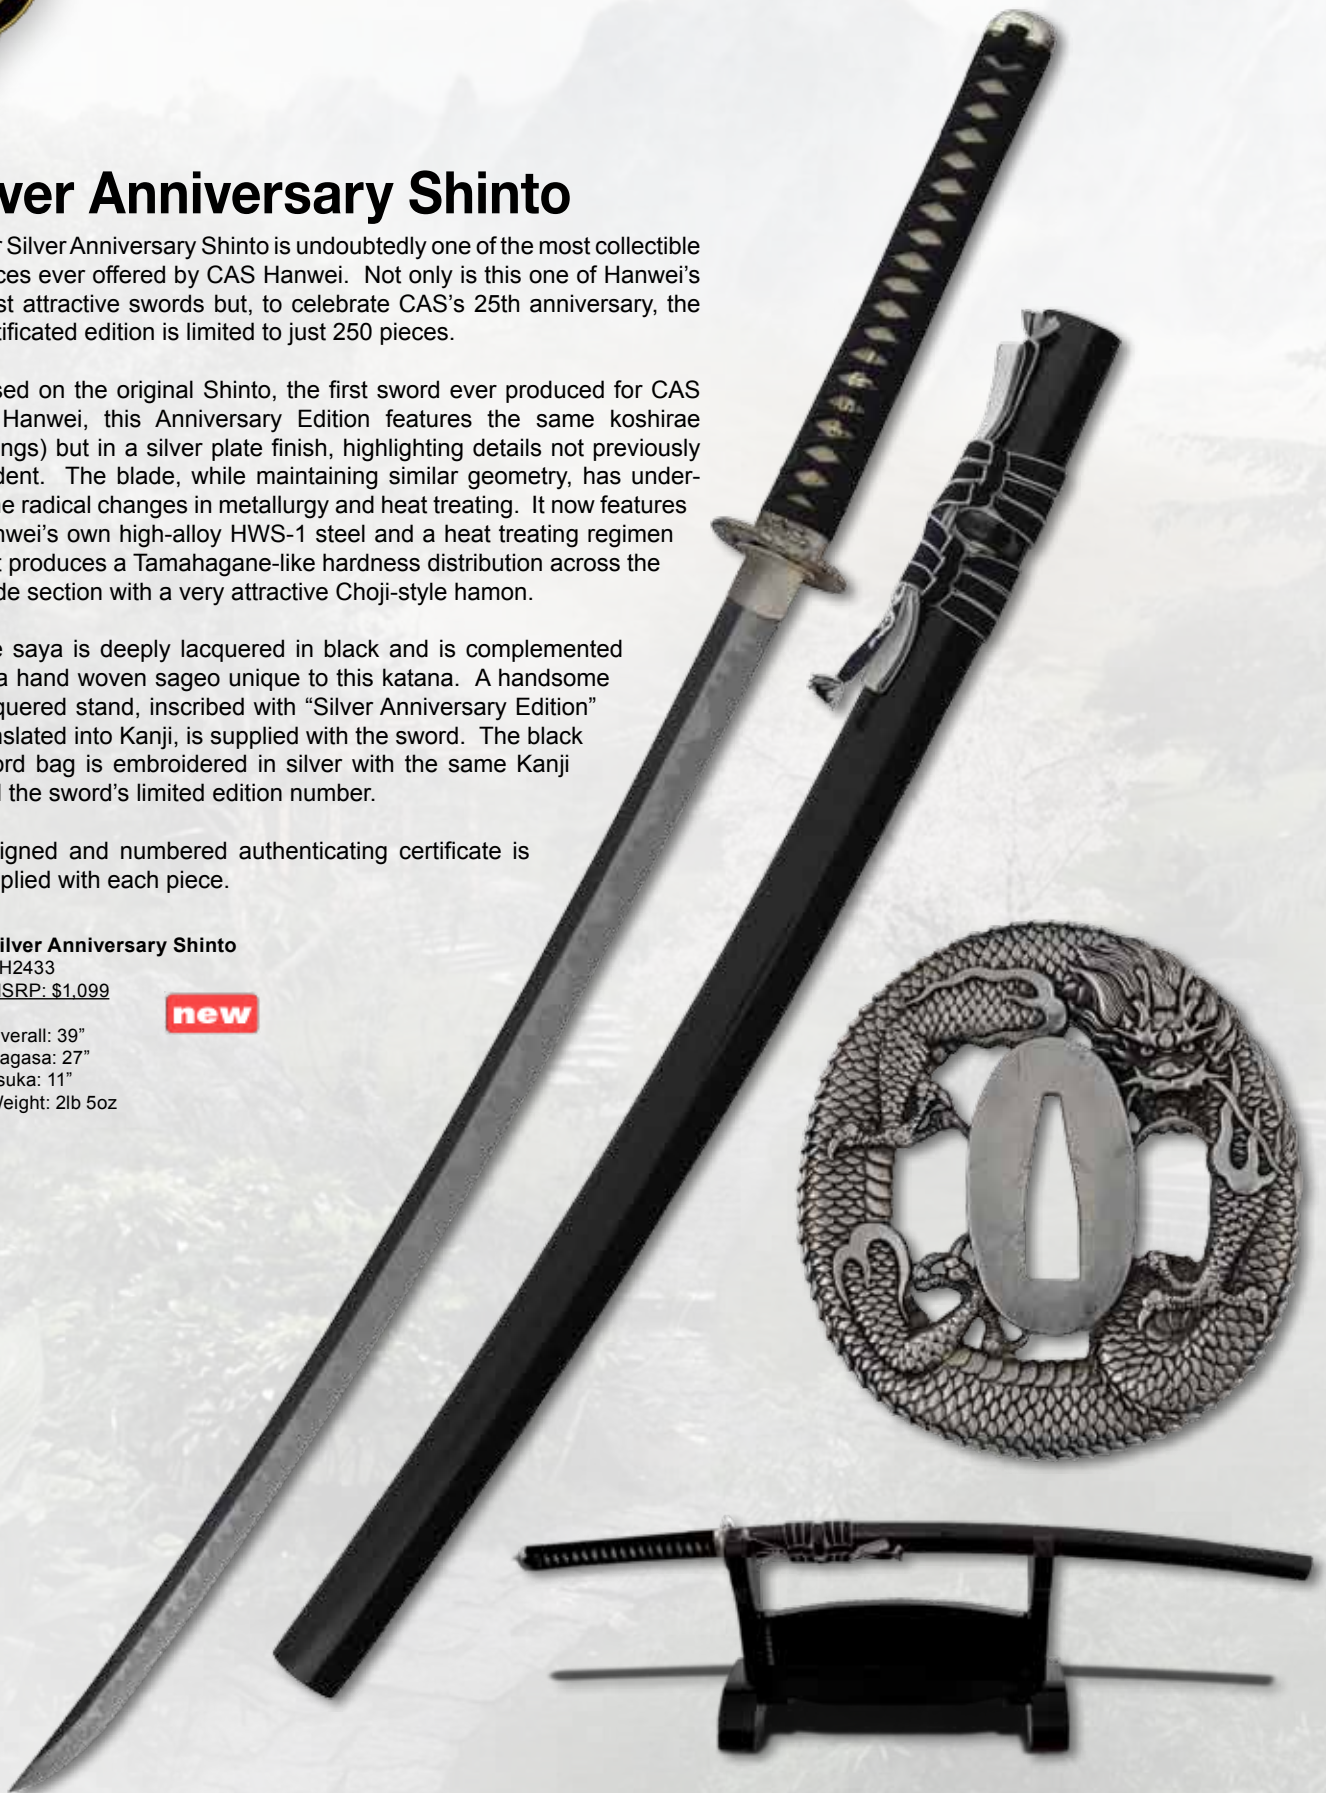 ver Anniversary Shinto
r Silver Anniversary Shinto is undoubtedly one of the most collectible
ces ever offered by CAS Hanwei. Not only is this one of Hanwei’s
st attractive swords but, to celebrate CAS’s 25th anniversary, the
tificated edition is limited to just 250 pieces.
sed on the original Shinto, the first sword ever produced for CAS
Hanwei, this Anniversary Edition features the same koshirae
ings) but in a silver plate finish, highlighting details not previously
dent. The blade, while maintaining similar geometry, has under-
ne radical changes in metallurgy and heat treating. It now features
nwei’s own high-alloy HWS-1 steel and a heat treating regimen
t produces a Tamahagane-like hardness distribution across the
de section with a very attractive Choji-style hamon.
e saya is deeply lacquered in black and is complemented
a hand woven sageo unique to this katana. A handsome
quered stand, inscribed with “Silver Anniversary Edition”
nslated into Kanji, is supplied with the sword. The black
ord bag is embroidered in silver with the same Kanji
d the sword’s limited edition number.
igned and numbered authenticating certificate is
plied with each piece.
ilver Anniversary Shinto
H2433
ISRP: $1,099
new
verall: 39”
agasa: 27”
suka: 11”
Weight: 2lb 5oz